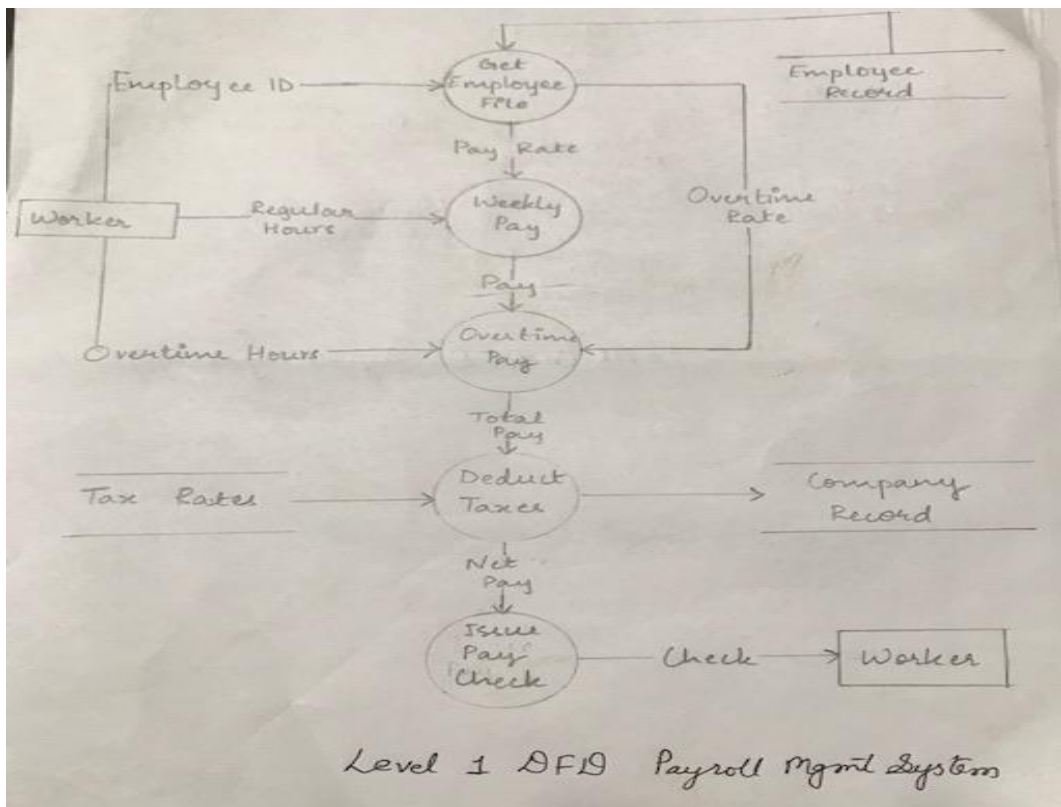 Get
Employee
File
Employee ID
Employee
Record
Pay Rate
Worker
Regular
Hours
Weekly
Pay
Overtime
Rate
Pay
Overtime Hours
Overtime
Pay
Total
Pay
Tax Rates
Deduct
Taxes
Company
Record
Net
Pay
Issue
Pay
Check
Check
Worker
Level 1 DFD Payroll Mgmt System